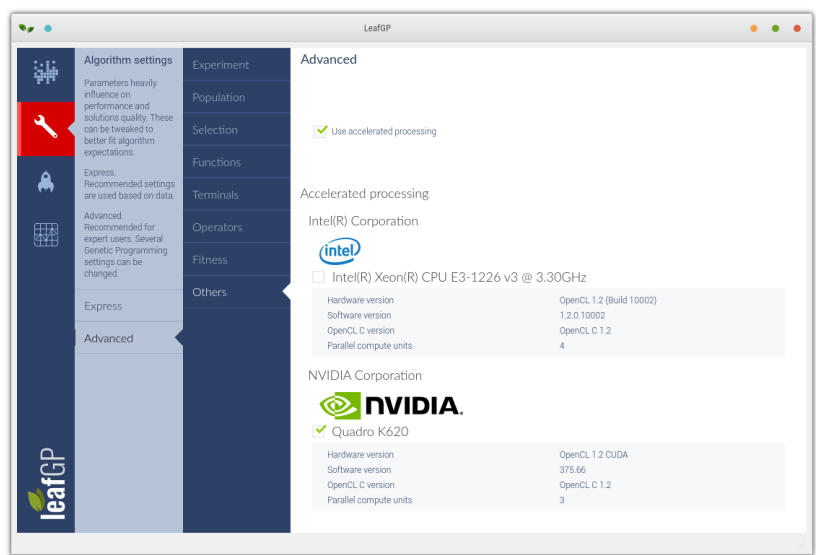 LeafGP
Algorithm settings
Parameters heavily
influence on
performance and
solutions quality. These
can be tweaked to
better fit algorithm
expectations.
Express.
Recommended settings
are used based on data.
Advanced.
Recommended for
expert users. Several
Genetic Programming
settings can be
changed.
Express
Advanced
leafGP
Experiment
Population
Selection
Functions
Terminals
Operators
Fitness
Others
Advanced
Use accelerated processing
Accelerated processing
Intel(R) Corporation
intel
Intel(R) Xeon(R) CPU E3-1226 v3 @ 3.30GHz
Hardware version OpenCL 1.2 (Build 10002)
Software version 1.2.0.10002
OpenCL C version OpenCL C 1.2
Parallel compute units 4
NVIDIA Corporation
NVIDIA.
Quadro K620
Hardware version OpenCL 1.2 CUDA
Software version 375.66
OpenCL C version OpenCL C 1.2
Parallel compute units 3